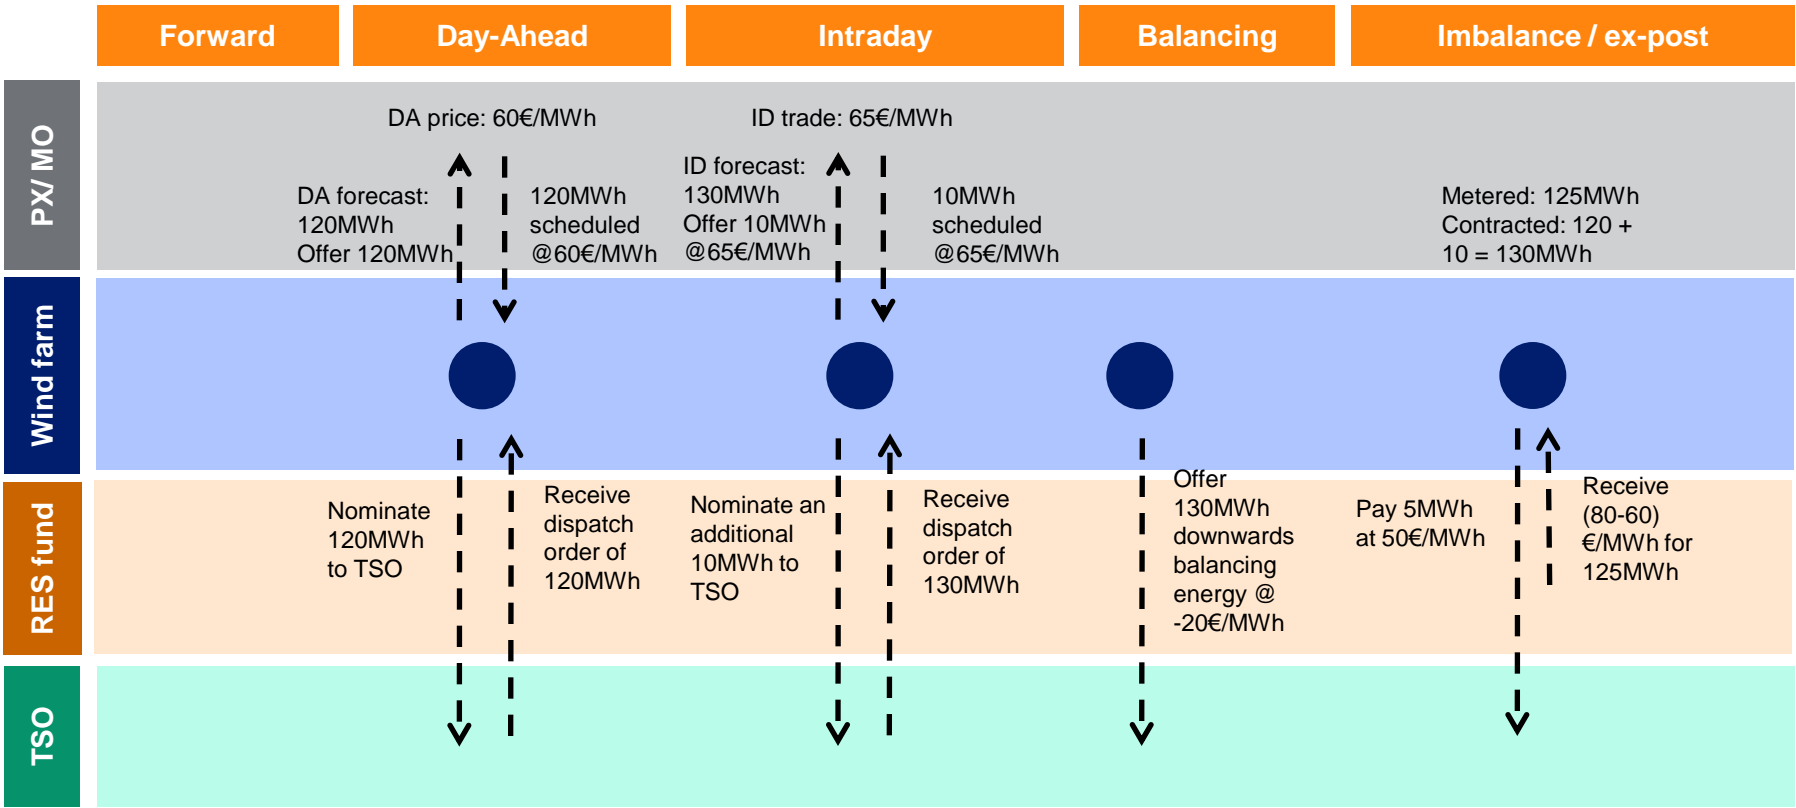 Forward
Day-Ahead
Intraday
Balancing
Imbalance / ex-post
PX/ MO
DA price: 60€/MWh
DA forecast:
120MWh
Offer 120MWh
120MWh
scheduled
@60€/MWh
ID trade: 65€/MWh
ID forecast:
130MWh
Offer 10MWh
@65€/MWh
10MWh
scheduled
@65€/MWh
Metered: 125MWh
Contracted: 120 +
10 = 130MWh
Wind farm
RES fund
Nominate
120MWh
to TSO
Receive
dispatch
order of
120MWh
Nominate an
additional
10MWh to
TSO
Receive
dispatch
order of
130MWh
Offer
130MWh
downwards
balancing
energy @
-20€/MWh
Pay 5MWh
at 50€/MWh
Receive
(80-60)
€/MWh for
125MWh
TSO